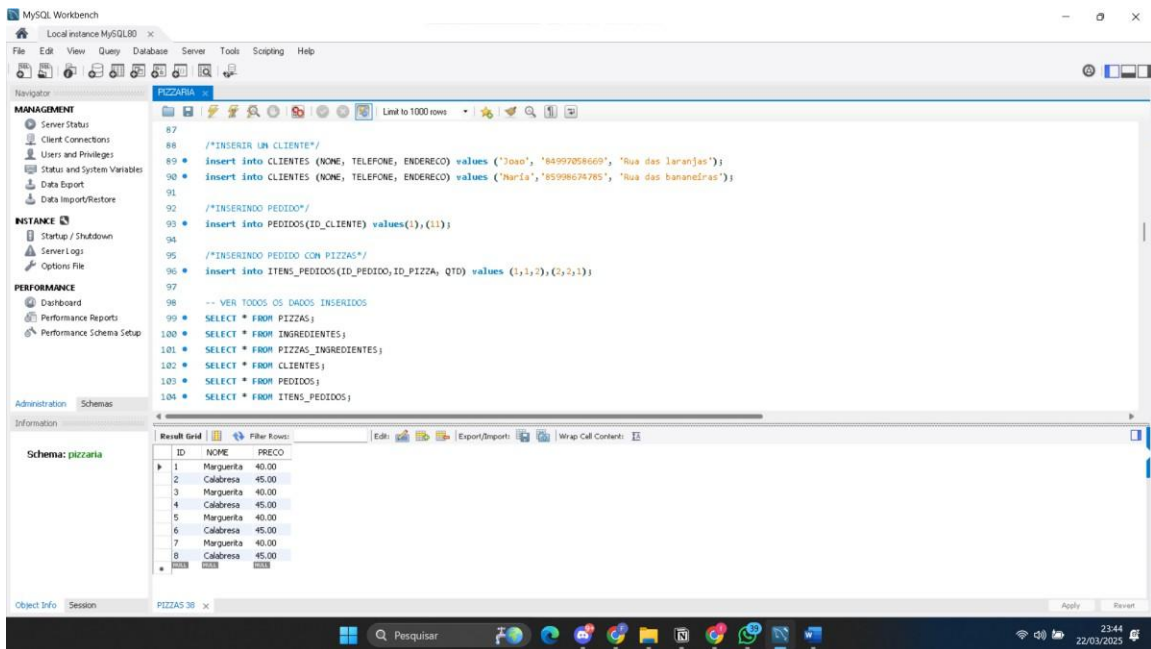 MySQL Workbench
Local instance MySQL80 ×
File Edit View Query Database Server Tools Scripting Help
Navigator
PIZZARIA ×
MANAGEMENT
Server Status
Client Connections
Users and Privileges
Status and System Variables
Data Export
Data Import/Restore
INSTANCE
Startup / Shutdown
Server Logs
Options File
PERFORMANCE
Dashboard
Performance Reports
Performance Schema Setup
Administration Schemas
Information
Schema: pizzaria
Object Info Session
Limit to 1000 rows
87
88 /*INSERIR UM CLIENTE*/
89 insert into CLIENTES (NOME, TELEFONE, ENDERECO) values ('Joao', '84997058669', 'Rua das laranjas');
90 insert into CLIENTES (NOME, TELEFONE, ENDERECO) values ('Maria','85998674785', 'Rua das bananeiras');
91
92 /*INSERINDO PEDIDO*/
93 insert into PEDIDOS(ID_CLIENTE) values(1),(11);
94
95 /*INSERINDO PEDIDO COM PIZZAS*/
96 insert into ITENS_PEDIDOS(ID_PEDIDO,ID_PIZZA, QTD) values (1,1,2),(2,2,1);
97
98 -- VER TODOS OS DADOS INSERIDOS
99 SELECT * FROM PIZZAS;
100 SELECT * FROM INGREDIENTES;
101 SELECT * FROM PIZZAS_INGREDIENTES;
102 SELECT * FROM CLIENTES;
103 SELECT * FROM PEDIDOS;
104 SELECT * FROM ITENS_PEDIDOS;
Result Grid Filter Rows: Edit: Export/Import: Wrap Cell Content:
ID NOME PRECO
1 Marguerita 40.00
2 Calabresa 45.00
3 Marguerita 40.00
4 Calabresa 45.00
5 Marguerita 40.00
6 Calabresa 45.00
7 Marguerita 40.00
8 Calabresa 45.00
NULL NULL NULL
PIZZAS 38 ×
Apply Revert
Pesquisar
39
23:44
22/03/2025